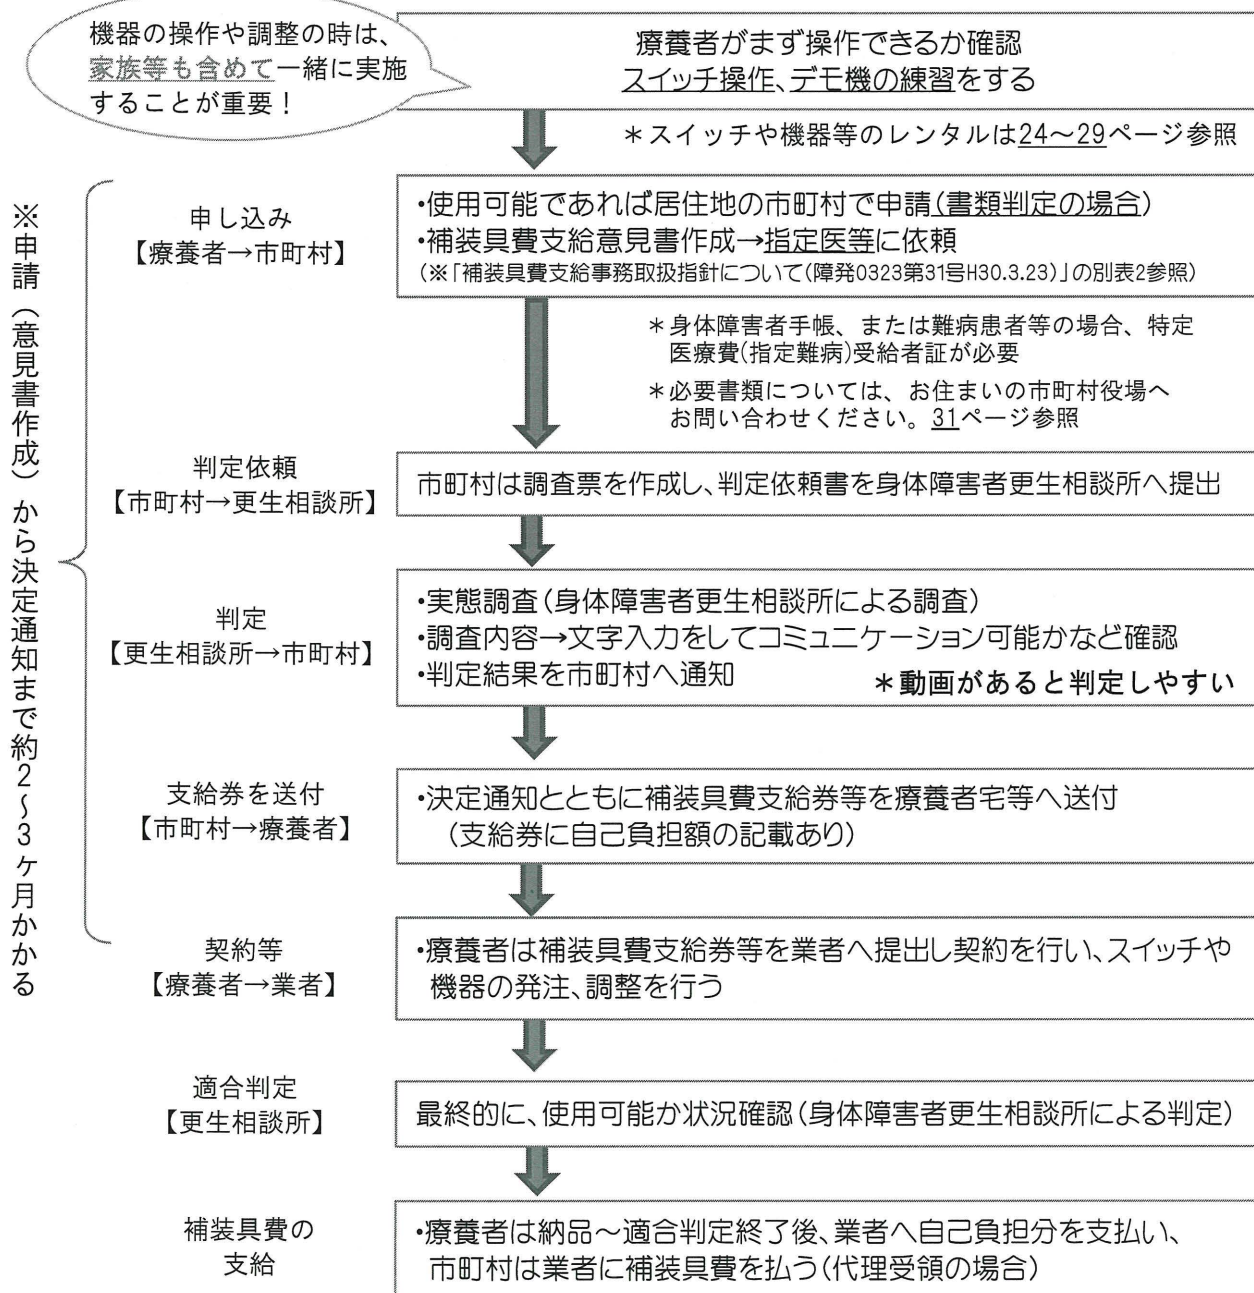 機器の操作や調整の時は、
家族等も含めて一緒に実施
することが重要！
療養者がまず操作できるか確認
スイッチ操作、デモ機の練習をする
＊スイッチや機器等のレンタルは24～29ページ参照
※申請（意見書作成）から決定通知まで約2～3ヶ月かかる
申し込み
【療養者→市町村】
・使用可能であれば居住地の市町村で申請(書類判定の場合)
・補装具費支給意見書作成→指定医等に依頼
(※「補装具費支給事務取扱指針について(障発0323第31号H30.3.23)」の別表2参照)
＊身体障害者手帳、または難病患者等の場合、特定
医療費(指定難病)受給者証が必要
＊必要書類については、お住まいの市町村役場へ
お問い合わせください。31ページ参照
判定依頼
【市町村→更生相談所】
市町村は調査票を作成し、判定依頼書を身体障害者更生相談所へ提出
判定
【更生相談所→市町村】
・実態調査(身体障害者更生相談所による調査)
・調査内容→文字入力をしてコミュニケーション可能かなど確認
・判定結果を市町村へ通知
＊動画があると判定しやすい
支給券を送付
【市町村→療養者】
・決定通知とともに補装具費支給券等を療養者宅等へ送付
(支給券に自己負担額の記載あり)
契約等
【療養者→業者】
・療養者は補装具費支給券等を業者へ提出し契約を行い、スイッチや
機器の発注、調整を行う
適合判定
【更生相談所】
最終的に、使用可能か状況確認(身体障害者更生相談所による判定)
補装具費の
支給
・療養者は納品～適合判定終了後、業者へ自己負担分を支払い、
市町村は業者に補装具費を払う(代理受領の場合)